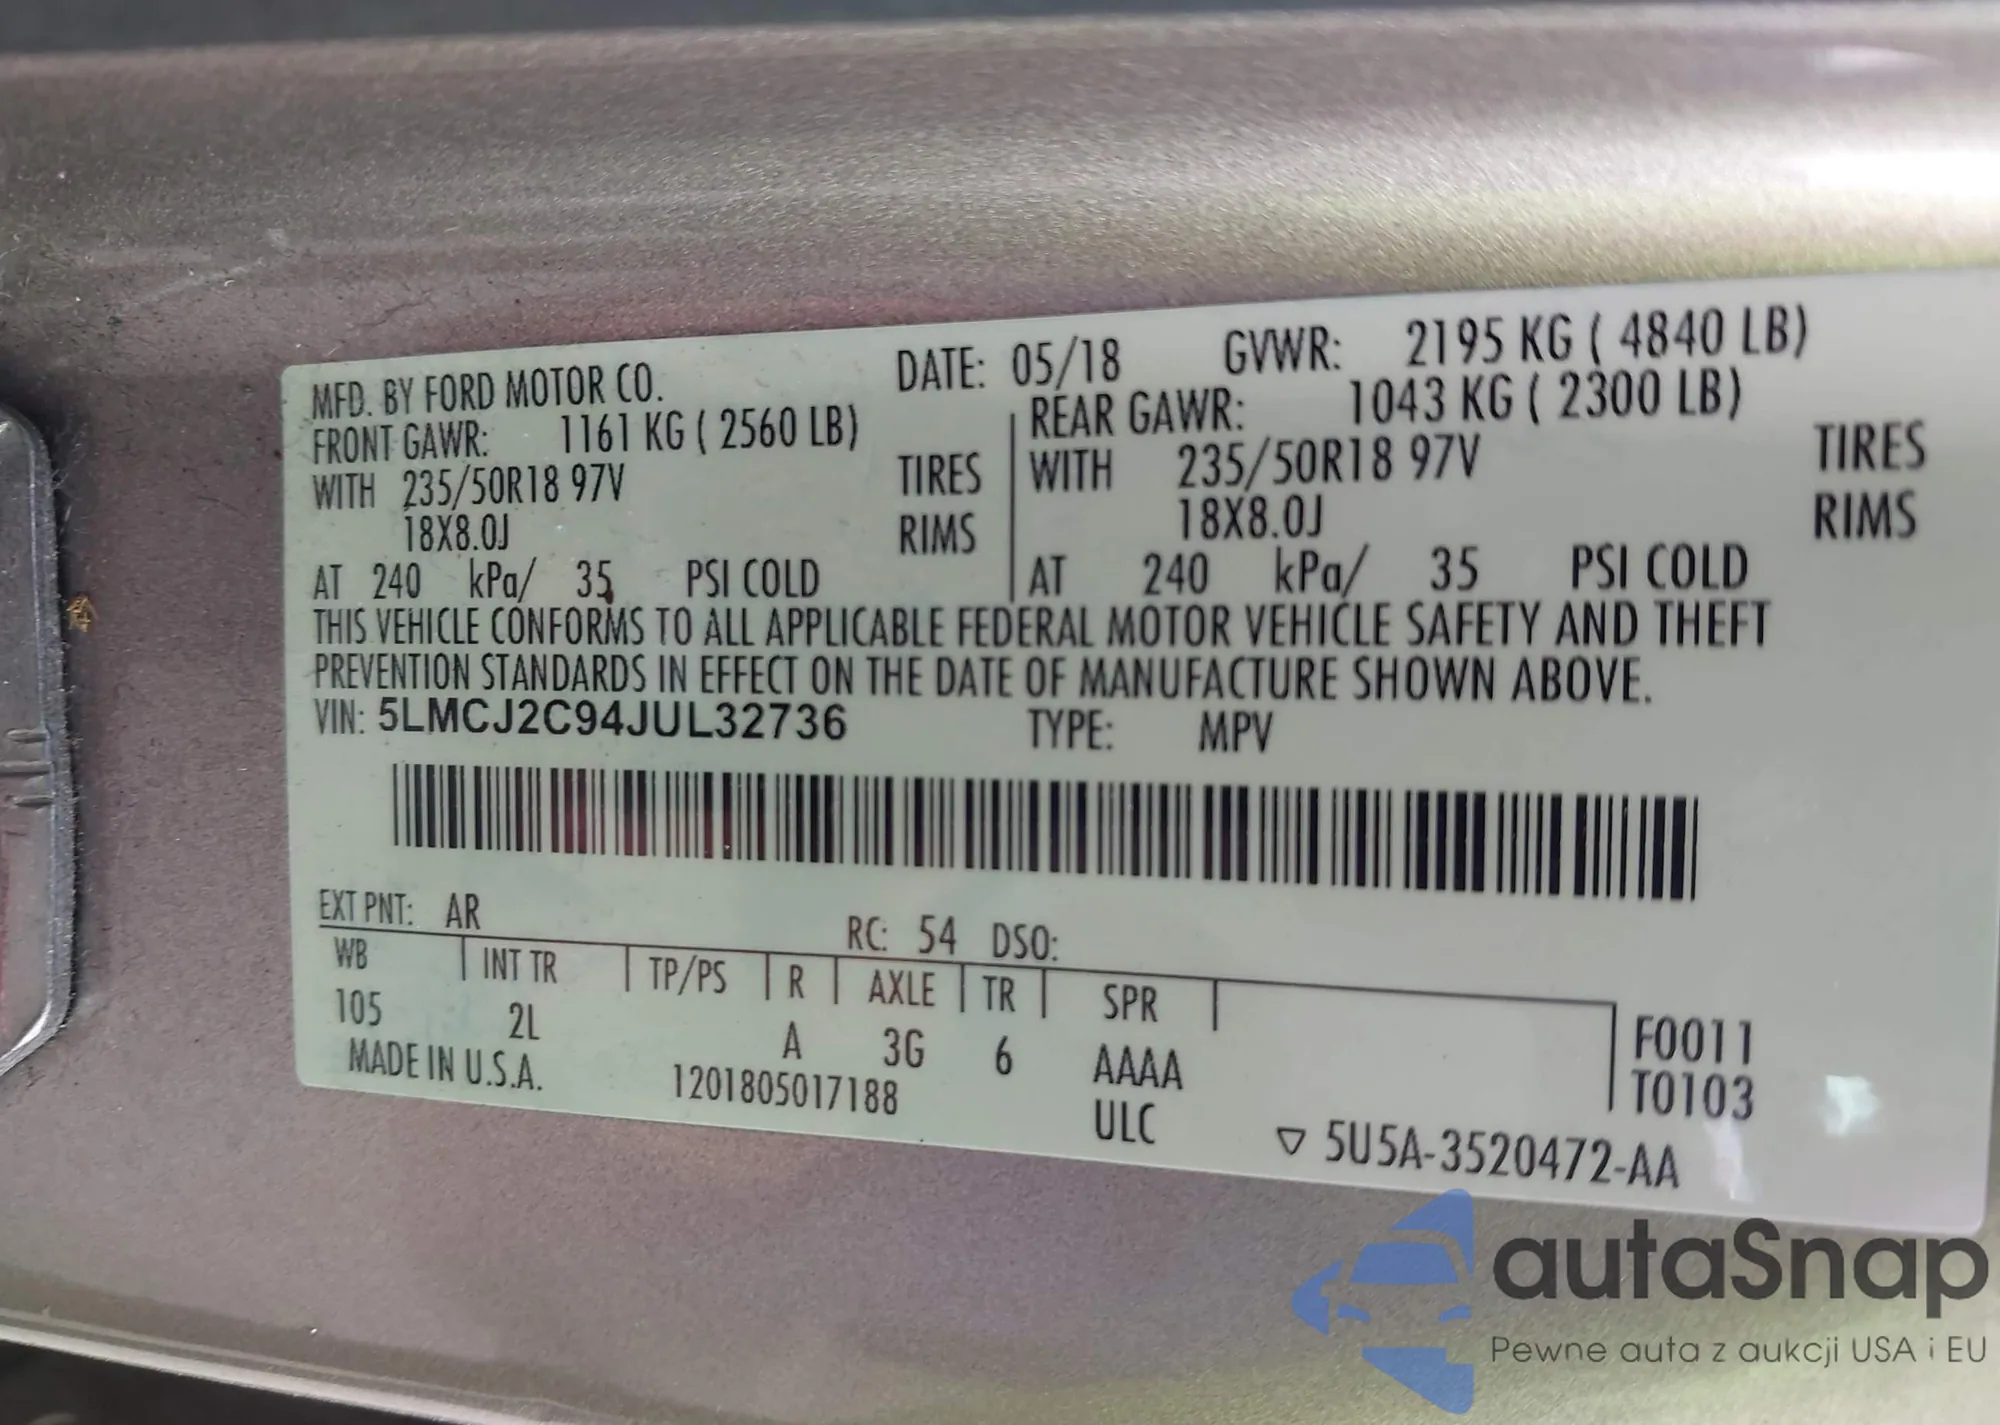 MFD. BY FORD MOTOR CO. DATE: 05/18 GVWR: 2195 KG ( 4840 LB)
FRONT GAWR: 1161 KG ( 2560 LB) REAR GAWR: 1043 KG ( 2300 LB)
WITH 235/50R18 97V TIRES WITH 235/50R18 97V TIRES
18X8.0J RIMS 18X8.0J RIMS
AT 240 kPa/ 35 PSI COLD AT 240 kPa/ 35 PSI COLD
THIS VEHICLE CONFORMS TO ALL APPLICABLE FEDERAL MOTOR VEHICLE SAFETY AND THEFT
PREVENTION STANDARDS IN EFFECT ON THE DATE OF MANUFACTURE SHOWN ABOVE.
VIN: 5LMCJ2C94JUL32736 TYPE: MPV
EXT PNT: AR RC: 54 DSO:
WB INT TR TP/PS R AXLE TR SPR F0011
105 2L A 3G 6 AAAA T0103
MADE IN U.S.A. 1201805017188 ULC ▽ 5U5A-3520472-AA
autaSnap
Pewne auta z aukcji USA i EU